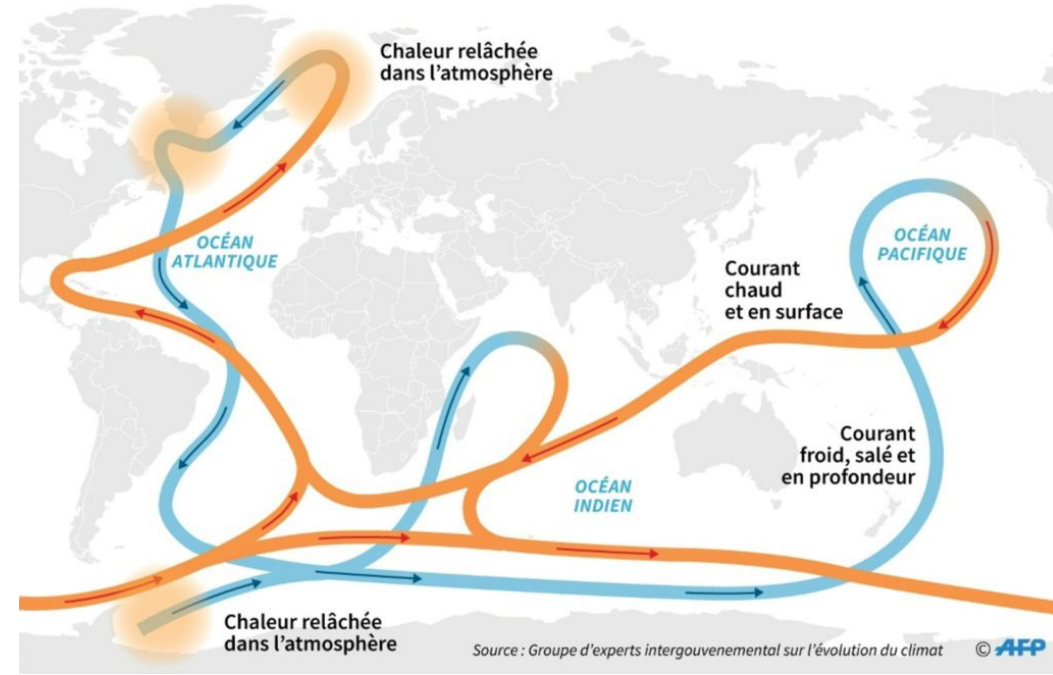 Chaleur relâchée
dans l'atmosphère
OCÉAN
ATLANTIQUE
OCÉAN
PACIFIQUE
Courant
chaud
et en surface
Courant
froid, salé et
en profondeur
OCÉAN
INDIEN
Chaleur relâchée
dans l'atmosphère
Source : Groupe d'experts intergouvenemental sur l'évolution du climat
© AFP